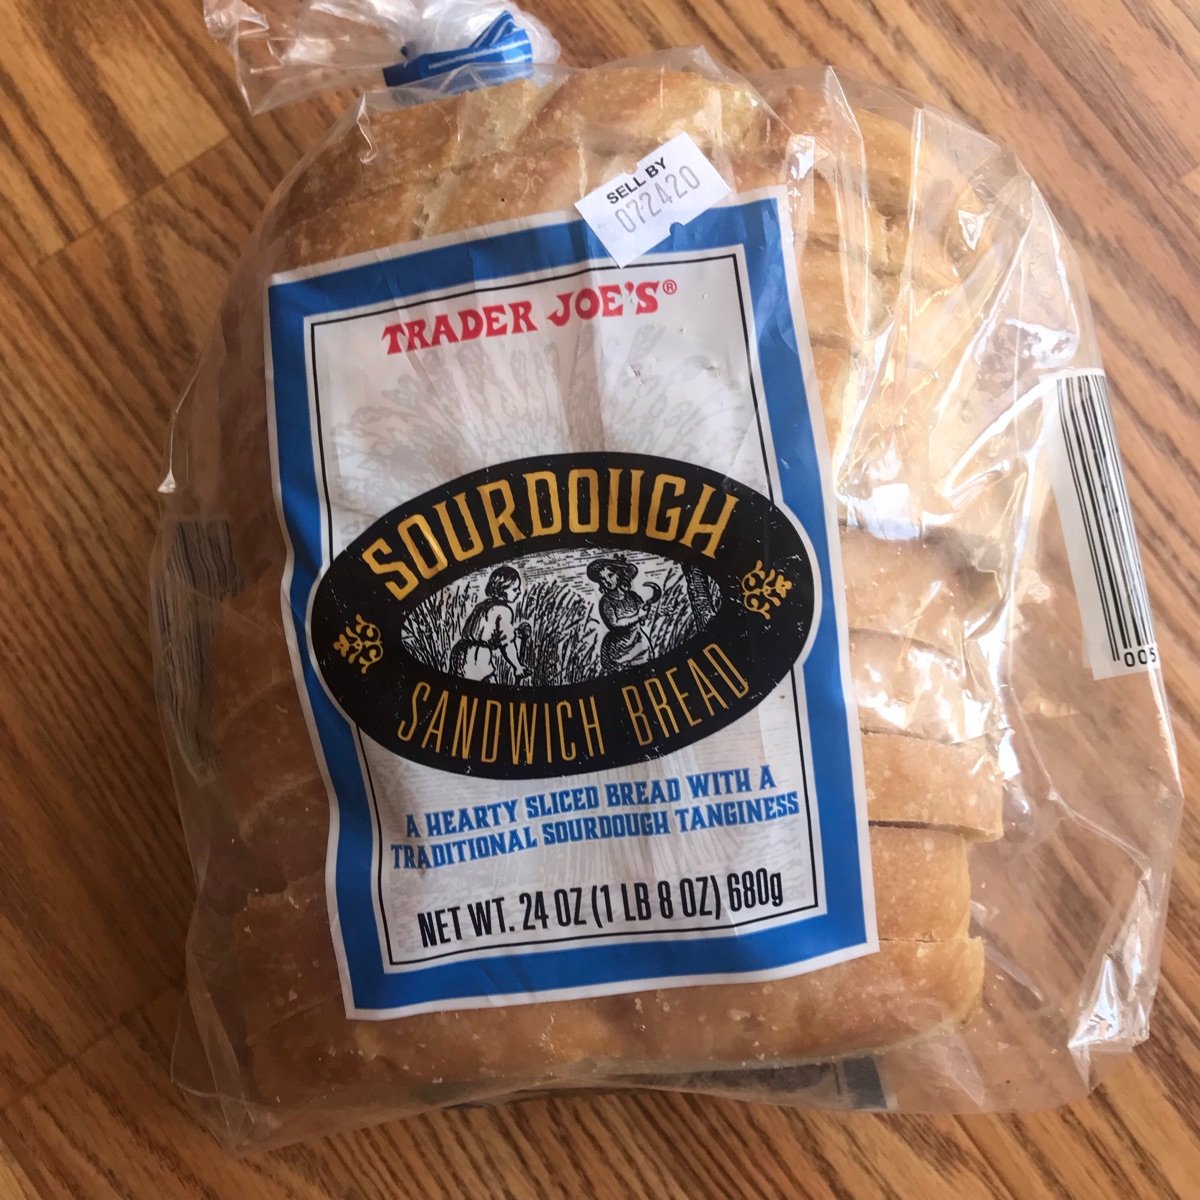 SELL BY
072420
TRADER JOE'S®
SOURDOUGH
SANDWICH BREAD
A HEARTY SLICED BREAD WITH A
TRADITIONAL SOURDOUGH TANGINESS
NET WT. 24 OZ (1 LB 8 OZ) 680g
005